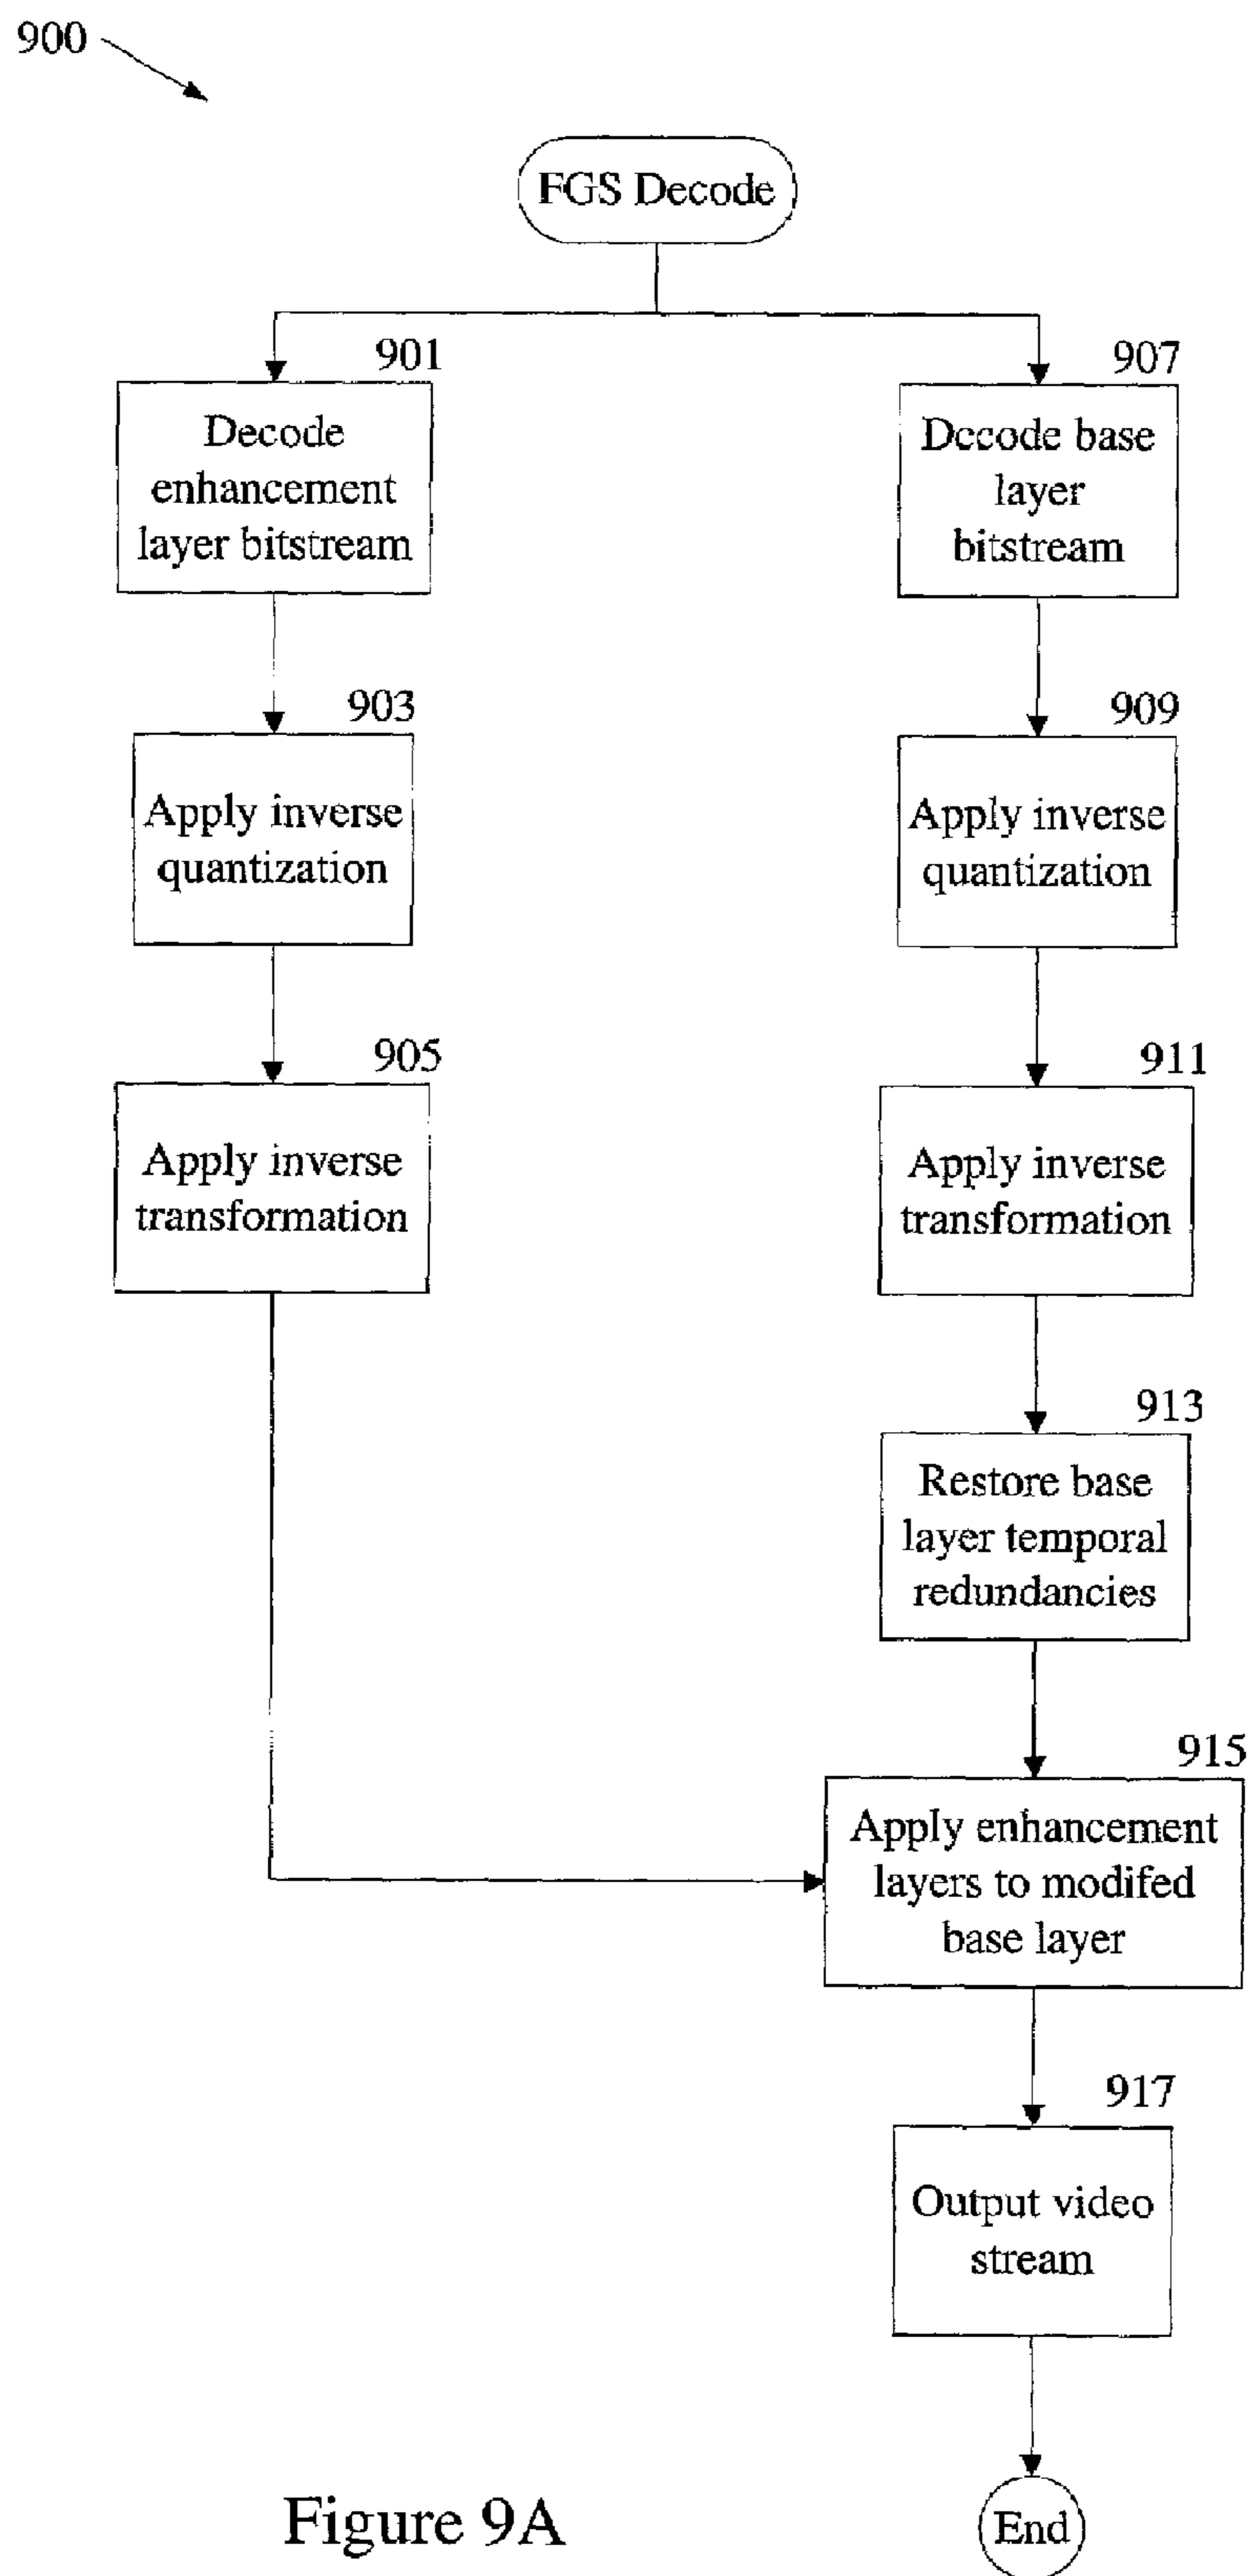 900
FGS Decode
901
Decode
enhancement
layer bitstream
907
Decode base
layer
bitstream
903
Apply inverse
quantization
909
Apply inverse
quantization
905
Apply inverse
transformation
911
Apply inverse
transformation
913
Restore base
layer temporal
redundancies
915
Apply enhancement
layers to modifed
base layer
917
Output video
stream
End
Figure 9A